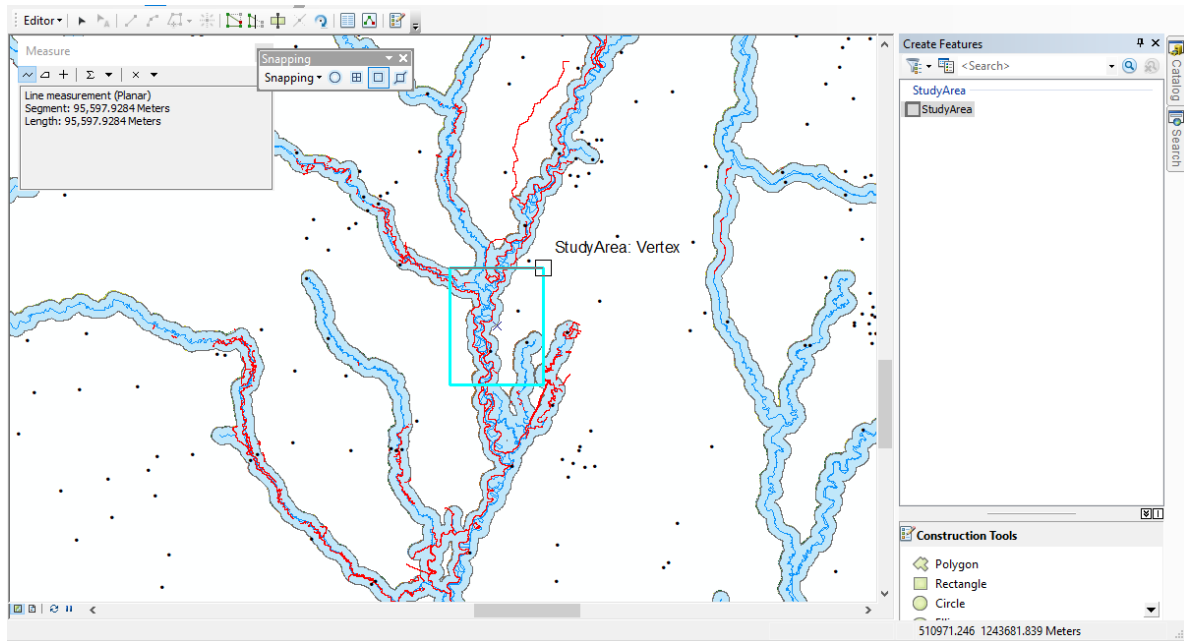 Editor
Measure
Line measurement (Planar)
Segment: 95,597.9284 Meters
Length: 95,597.9284 Meters
Snapping
Snapping
StudyArea: Vertex
Create Features
<Search>
StudyArea
StudyArea
Catalog
Search
Construction Tools
Polygon
Rectangle
Circle
510971.246 1243681.839 Meters